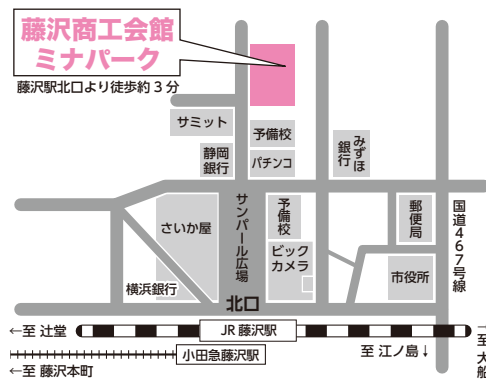 藤沢商工会館
ミナパーク
藤沢駅北口より徒歩約3分
サミット
静岡
銀行
予備校
パチンコ
みずほ
銀行
さいか屋
サンパール広場
予備校
ビック
カメラ
郵便局
国道467号線
市役所
横浜銀行
北口
←至 辻堂
JR 藤沢駅
小田急藤沢駅
←至 藤沢本町
至 江ノ島↓
→至 大船